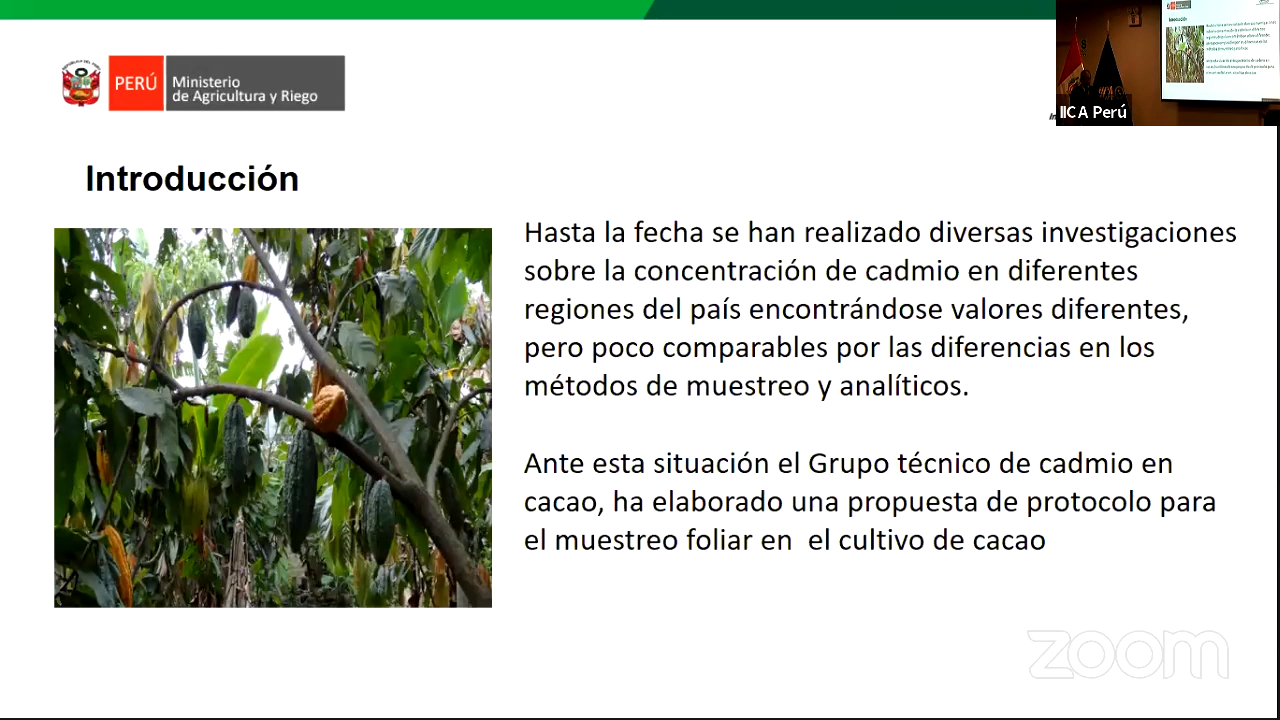 PERÚ
Ministerio
de Agricultura y Riego
IICA Perú
Introducción
Hasta la fecha se han realizado diversas investigaciones
sobre la concentración de cadmio en diferentes
regiones del país encontrándose valores diferentes,
pero poco comparables por las diferencias en los
métodos de muestreo y analíticos.
Ante esta situación el Grupo técnico de cadmio en
cacao, ha elaborado una propuesta de protocolo para
el muestreo foliar en  el cultivo de cacao
zoom